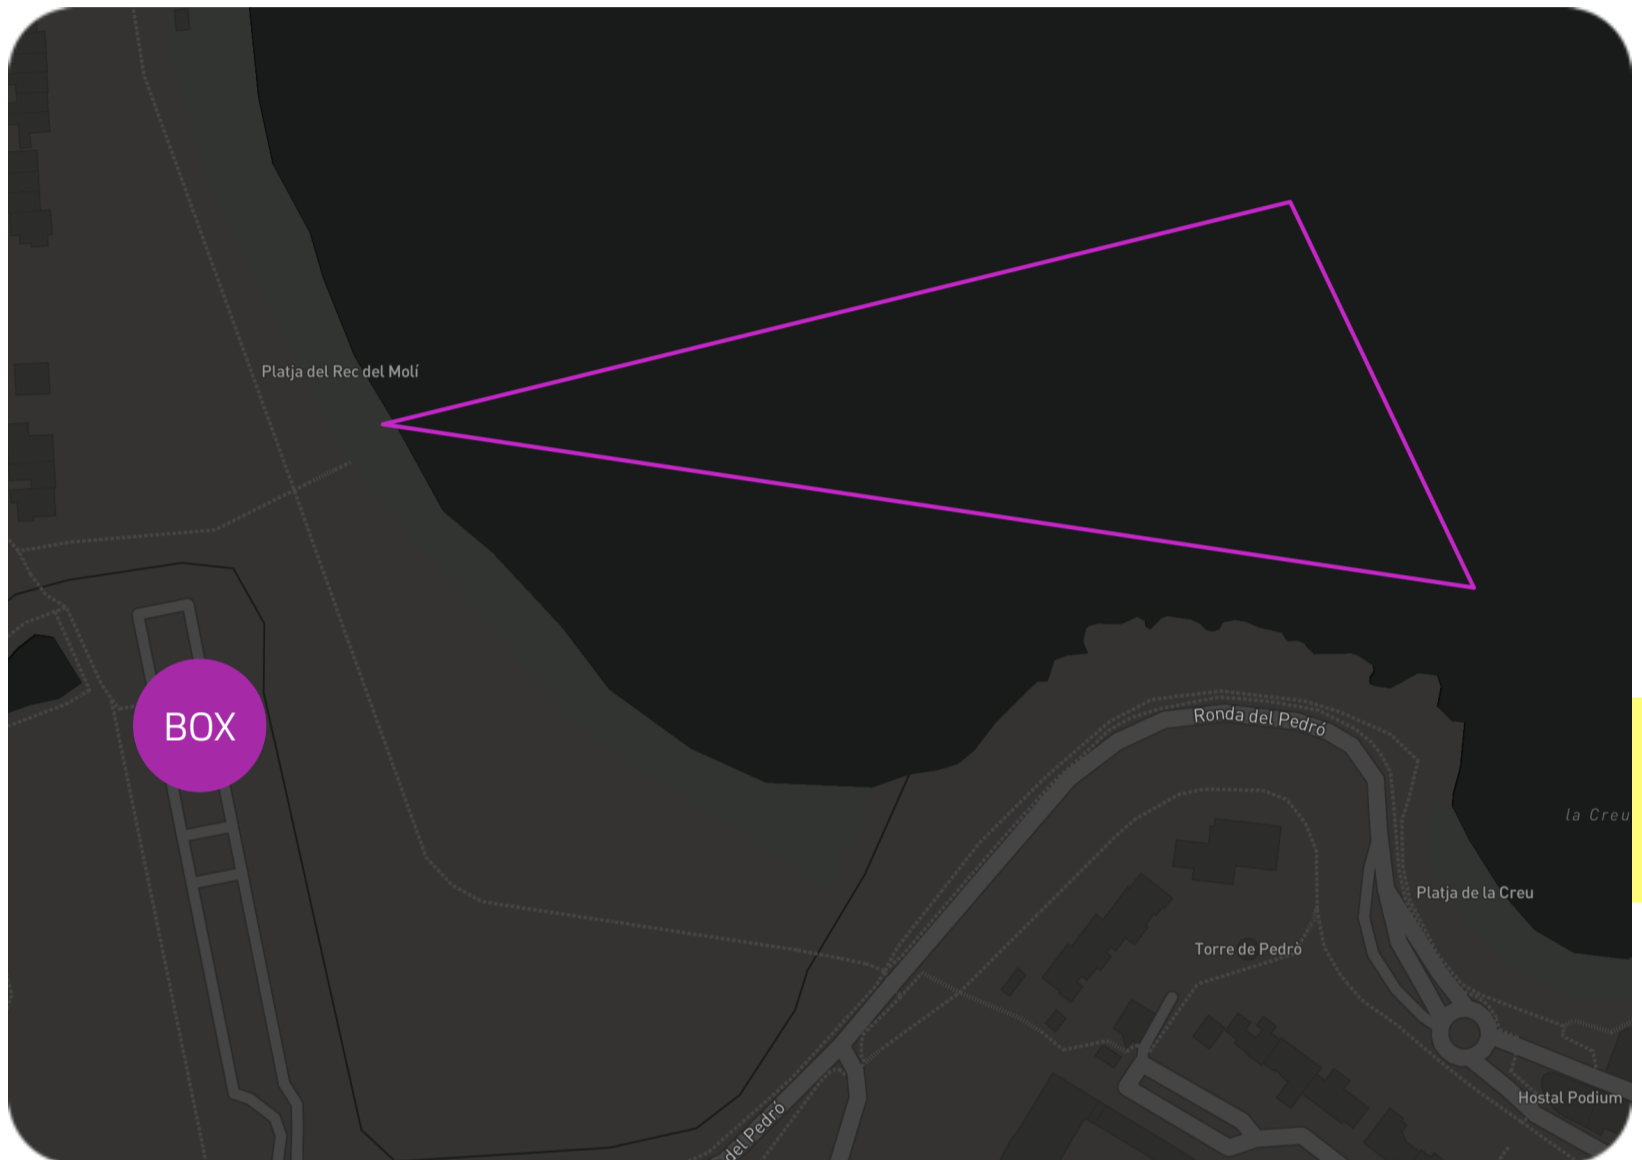 Platja del Rec del Molí
BOX
Ronda del Pedró
la Creu
Platja de la Creu
Torre de Pedrò
Hostal Podium
del Pedró